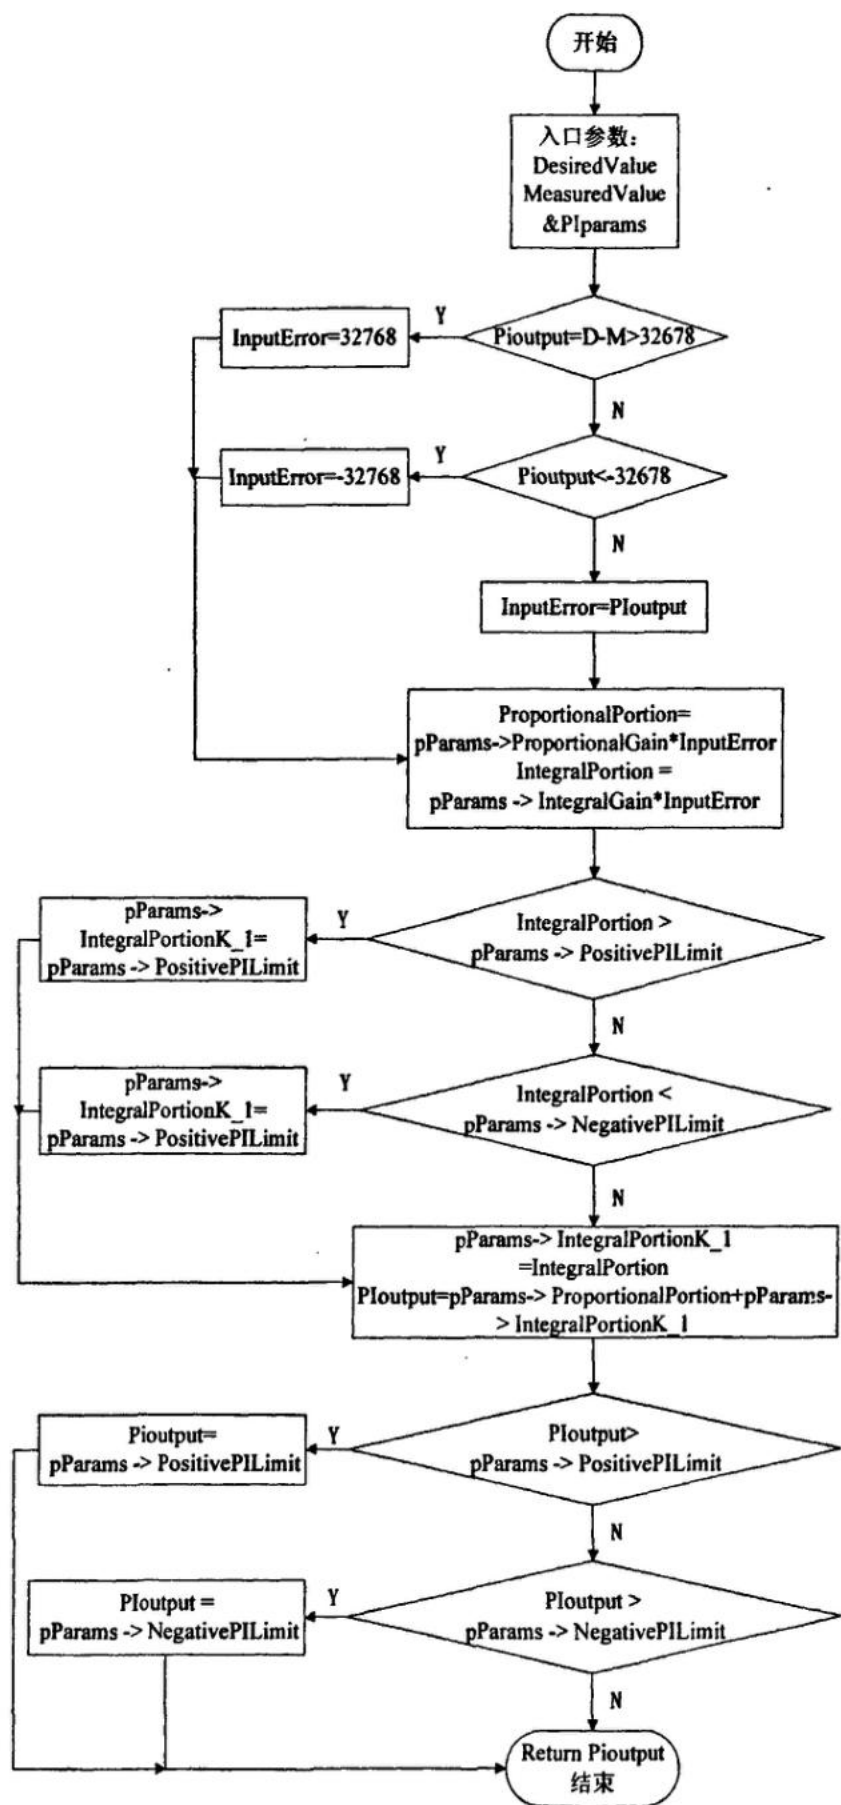 开始
入口参数：
DesiredValue
MeasuredValue
&PIparams
Y
InputError=32768
Pioutput=D-M>32678
N
Y
InputError=-32768
Pioutput<-32678
N
InputError=PIoutput
ProportionalPortion=
pParams->ProportionalGain*InputError
IntegralPortion =
pParams -> IntegralGain*InputError
pParams->
IntegralPortionK_1=
pParams -> PositivePILimit
Y
IntegralPortion >
pParams -> PositivePILimit
N
pParams->
IntegralPortionK_1=
pParams -> PositivePILimit
Y
IntegralPortion <
pParams -> NegativePILimit
N
pParams-> IntegralPortionK_1
=IntegralPortion
PIoutput=pParams-> ProportionalPortion+pParams-
> IntegralPortionK_1
Pioutput=
pParams -> PositivePILimit
Y
PIoutput>
pParams -> PositivePILimit
N
PIoutput =
pParams -> NegativePILimit
Y
PIoutput >
pParams -> NegativePILimit
N
Return Pioutput
结束